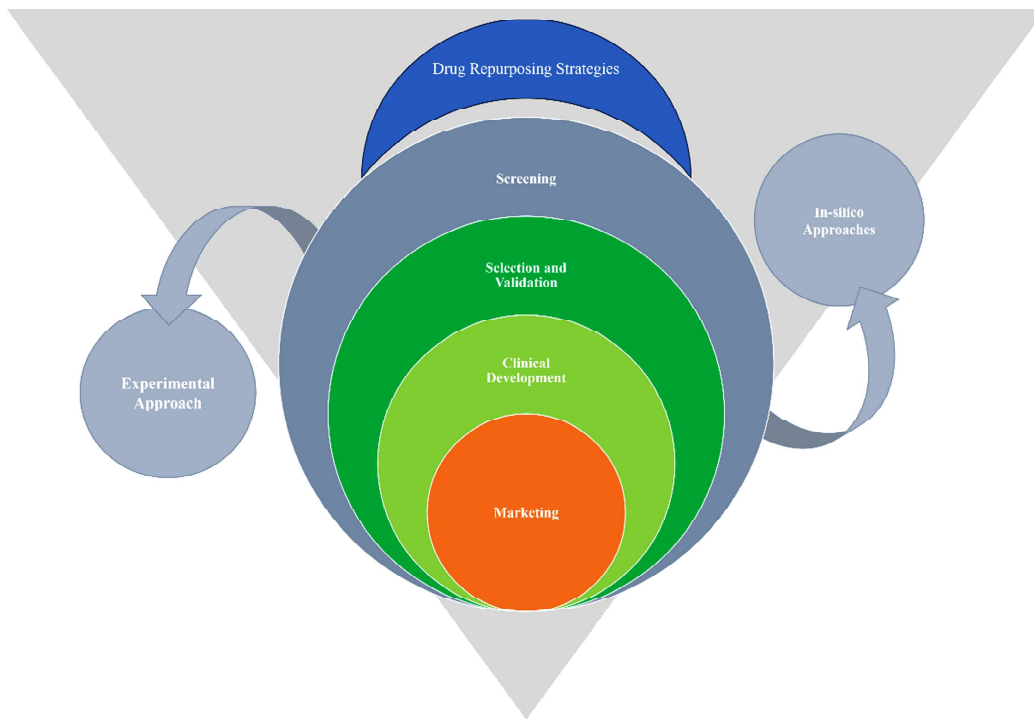 Drug Repurposing Strategies
Screening
In-silico
Approaches
Selection and
Validation
Experimental
Approach
Clinical
Development
Marketing